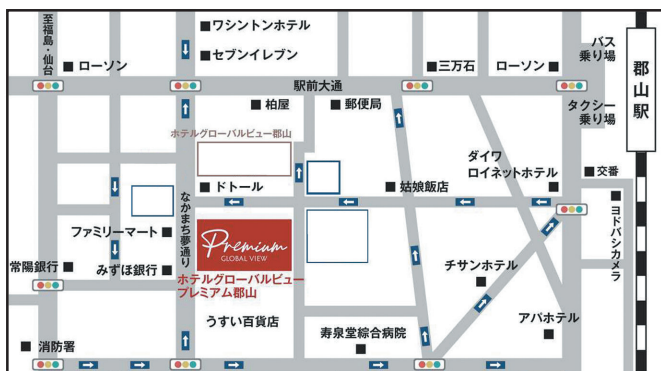 至福島・仙台
ワシントンホテル
セブンイレブン
ローソン
三万石
ローソン
バス
乗り場
郡山駅
駅前大通
柏屋
郵便局
タクシー
乗り場
ホテルグローバルビュー郡山
ダイワ
ロイネットホテル
交番
ドトール
姑娘飯店
なかまち夢通り
ヨドバシカメラ
ファミリーマート
Premium
GLOBAL VIEW
常陽銀行
みずほ銀行
ホテルグローバルビュー
プレミアム郡山
チサンホテル
うすい百貨店
寿泉堂綜合病院
アパホテル
消防署